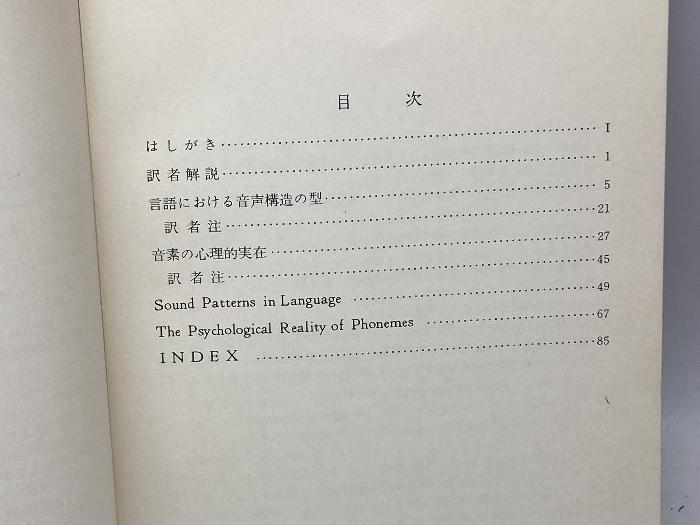 目 次
はしがき I
訳者解説 1
言語における音声構造の型 5
訳者注 21
音素の心理的実在 27
訳者注 45
Sound Patterns in Language 49
The Psychological Reality of Phonemes 67
INDEX 85